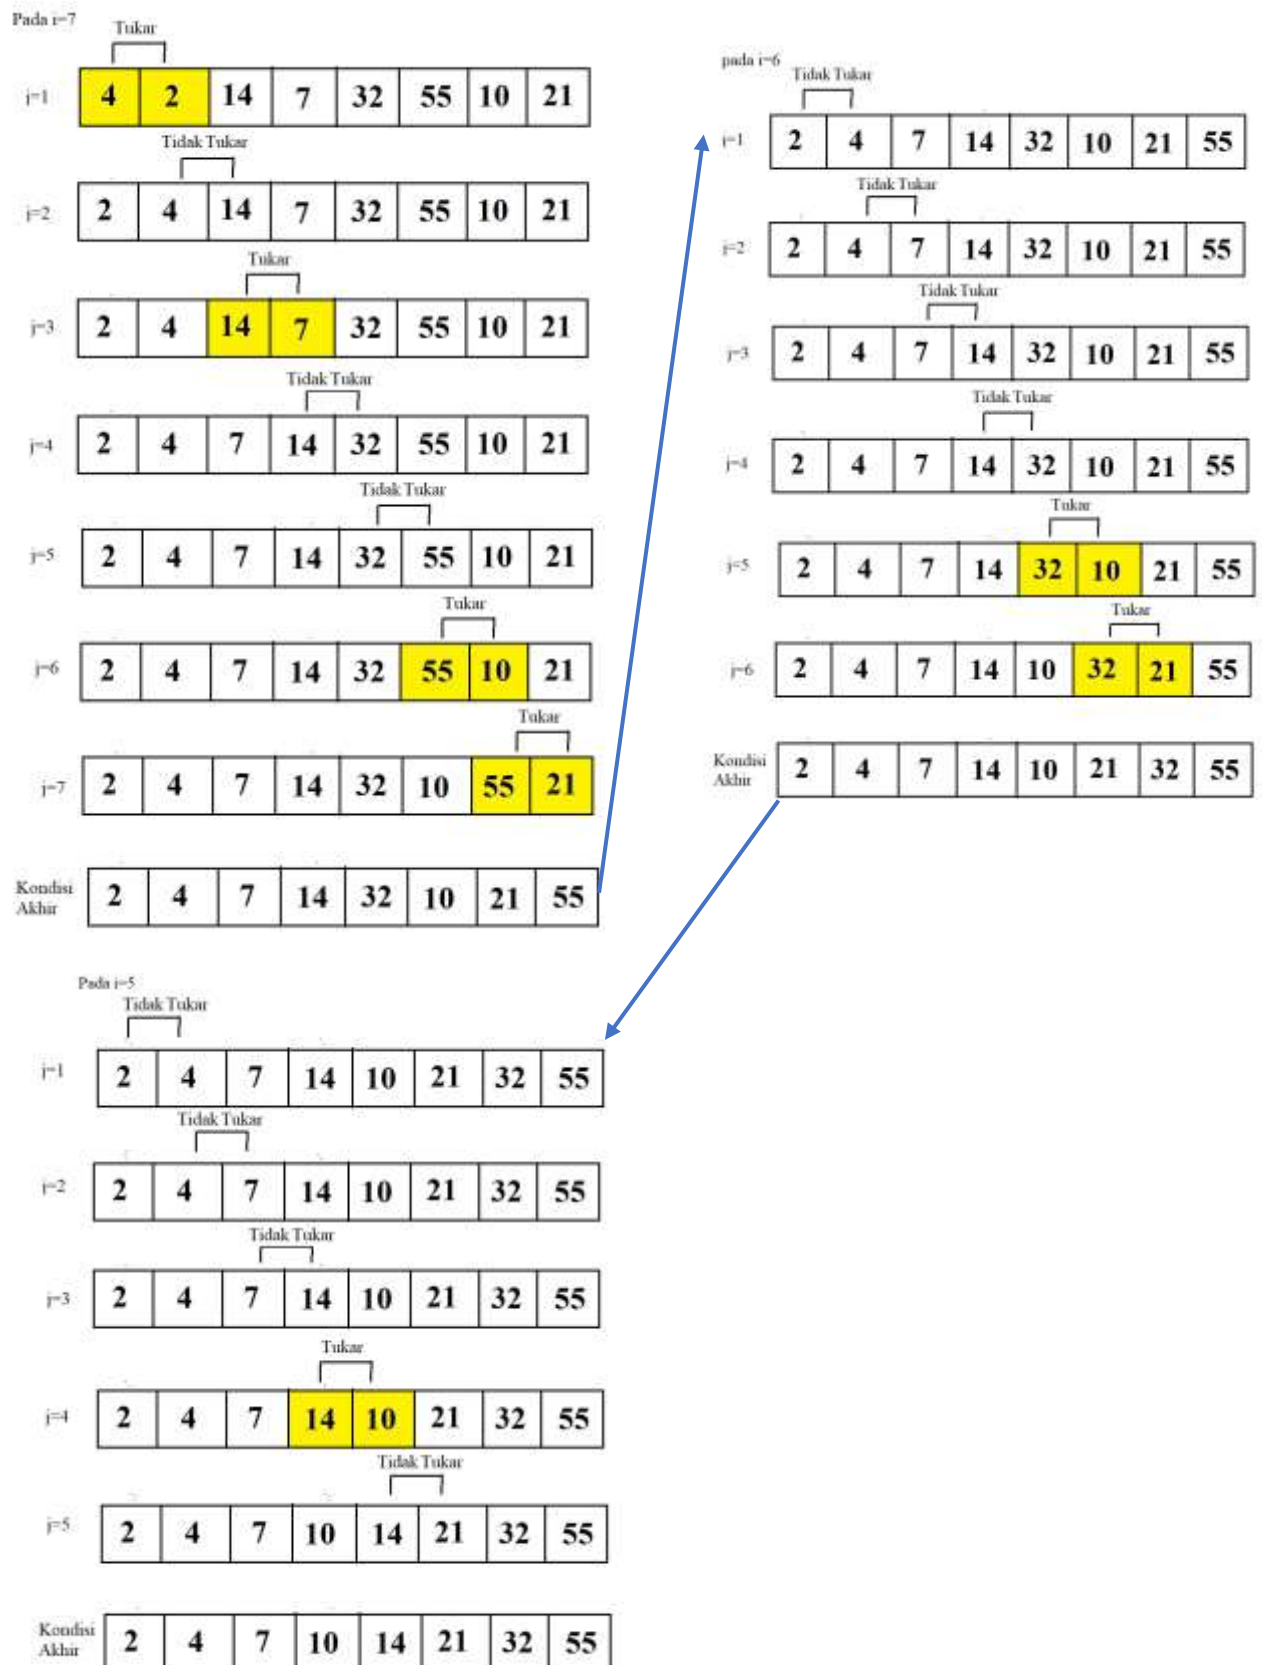 Pada i=7
Tukar
j=1 4 2 14 7 32 55 10 21
Tidak Tukar
j=2 2 4 14 7 32 55 10 21
Tukar
j=3 2 4 14 7 32 55 10 21
Tidak Tukar
j=4 2 4 7 14 32 55 10 21
Tidak Tukar
j=5 2 4 7 14 32 55 10 21
Tukar
j=6 2 4 7 14 32 55 10 21
Tukar
j=7 2 4 7 14 32 10 55 21
Kondisi
Akhir
2 4 7 14 32 10 21 55
pada i=6
Tidak Tukar
j=1 2 4 7 14 32 10 21 55
Tidak Tukar
j=2 2 4 7 14 32 10 21 55
Tidak Tukar
j=3 2 4 7 14 32 10 21 55
Tidak Tukar
j=4 2 4 7 14 32 10 21 55
Tukar
j=5 2 4 7 14 32 10 21 55
Tukar
j=6 2 4 7 14 10 32 21 55
Kondisi
Akhir
2 4 7 14 10 21 32 55
Pada i=5
Tidak Tukar
j=1 2 4 7 14 10 21 32 55
Tidak Tukar
j=2 2 4 7 14 10 21 32 55
Tidak Tukar
j=3 2 4 7 14 10 21 32 55
Tukar
j=4 2 4 7 14 10 21 32 55
Tidak Tukar
j=5 2 4 7 10 14 21 32 55
Kondisi
Akhir
2 4 7 10 14 21 32 55